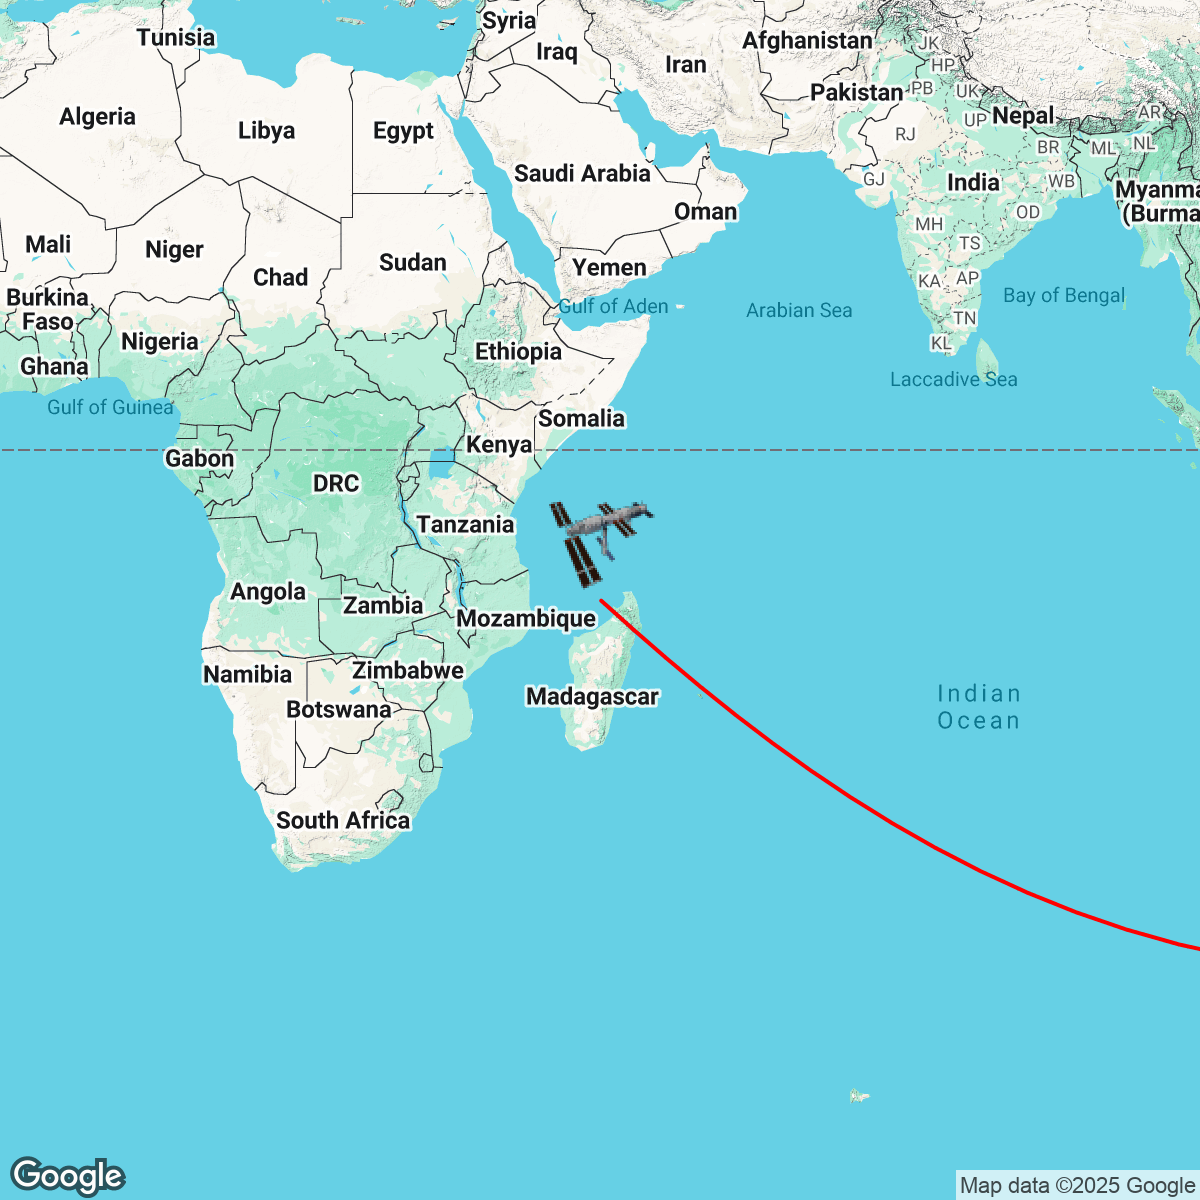 Syria
Tunisia
Iraq
Afghanistan
JK
HP
Iran
Pakistan
PB
UK
Algeria
Libya
Egypt
UP
Nepal
AR
RJ
BR
ML
NL
Saudi Arabia
GJ
India
WB
Myanma
(Burma
Oman
OD
MH
Mali
Niger
Chad
Sudan
Yemen
TS
KA
AP
Burkina
Faso
Gulf of Aden
Arabian Sea
Bay of Bengal
TN
Nigeria
Ethiopia
KL
Ghana
Laccadive Sea
Gulf of Guinea
Somalia
Kenya
Gabon
DRC
Tanzania
Angola
Zambia
Mozambique
Namibia
Zimbabwe
Botswana
Madagascar
Indian
Ocean
South Africa
Google
Map data ©2025 Google